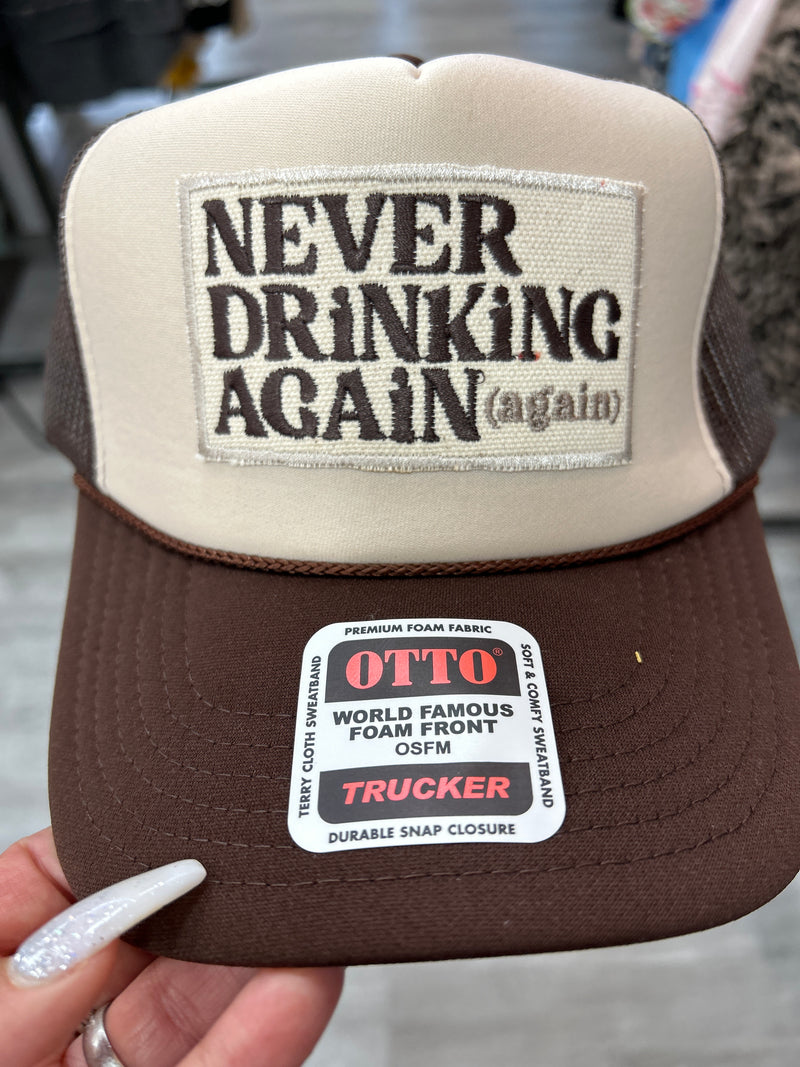 NEVER
DRiNKiNG
AGAiN (again)
PREMIUM FOAM FABRIC
OTTO®
WORLD FAMOUS
FOAM FRONT
OSFM
TRUCKER
DURABLE SNAP CLOSURE
TERRY CLOTH SWEATBAND
SOFT & COMFY SWEATBAND